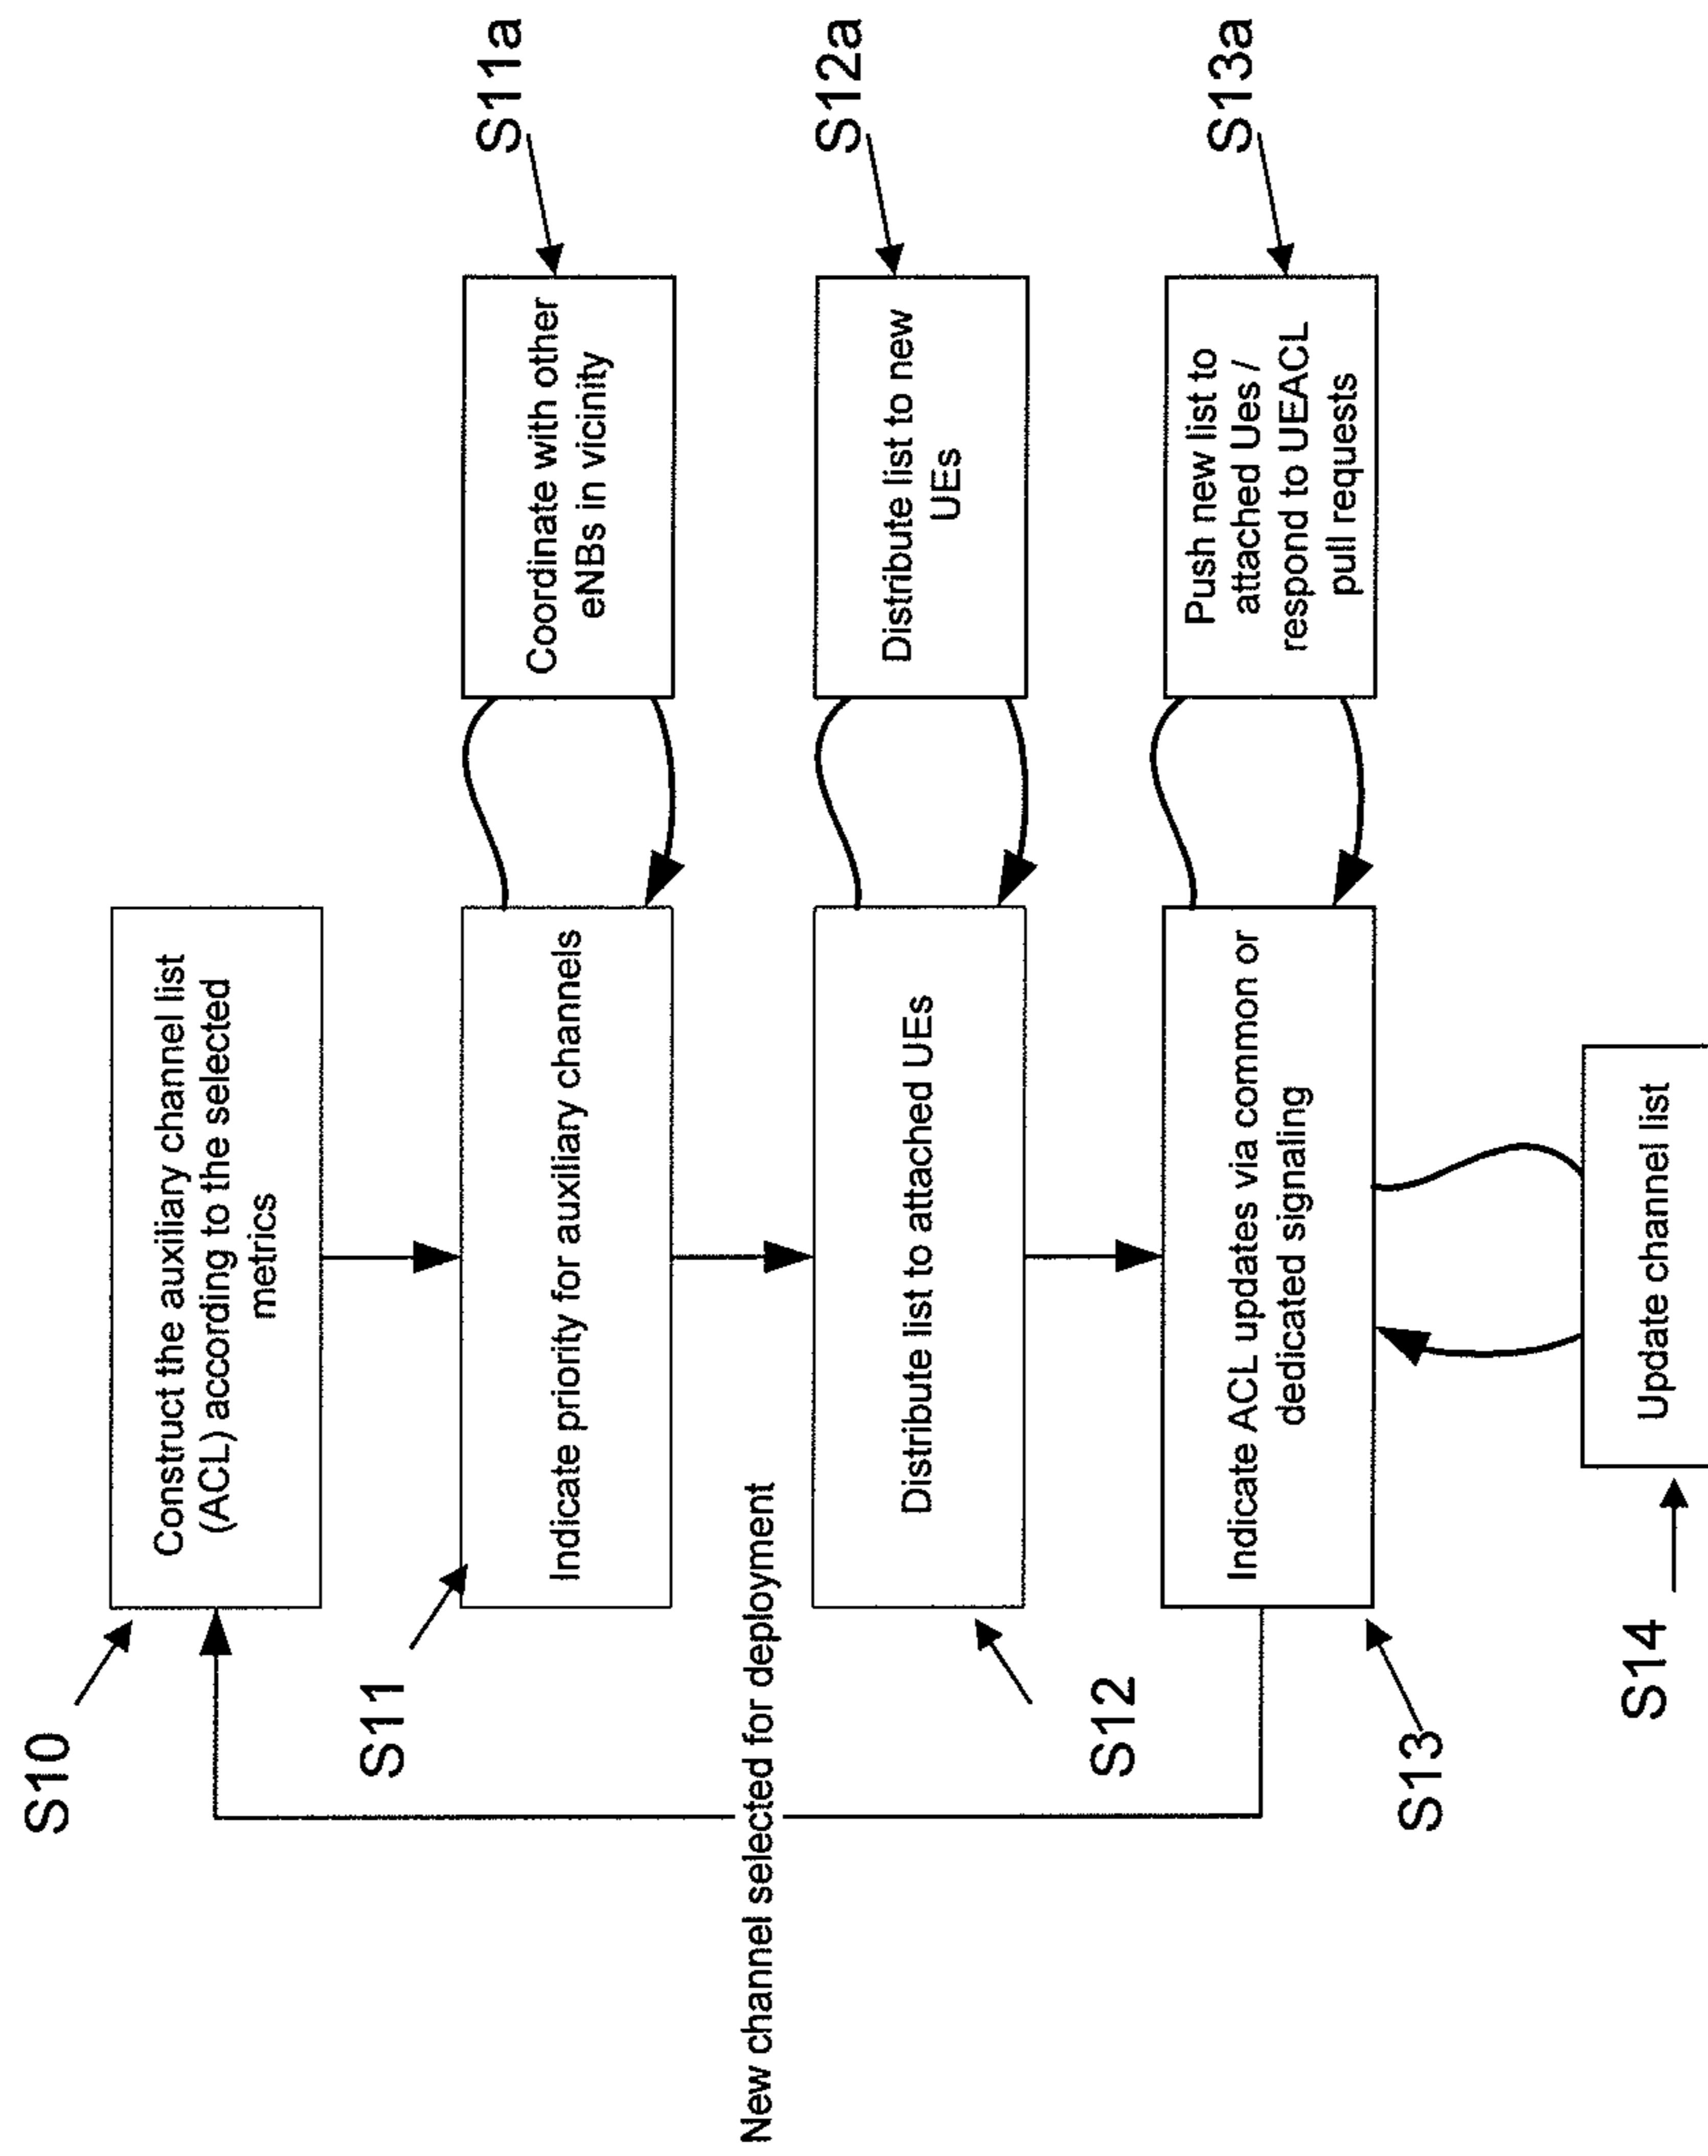 S10
Construct the auxiliary channel list
(ACL) according to the selected
metrics
S11
Indicate priority for auxiliary channels
S11a
Coordinate with other
eNBs in vicinity
New channel selected for deployment
S12
Distribute list to attached UEs
S12a
Distribute list to new
UEs
S13
Indicate ACL updates via common or
dedicated signaling
S13a
Push new list to
attached Ues /
respond to UEACL
pull requests
S14
Update channel list